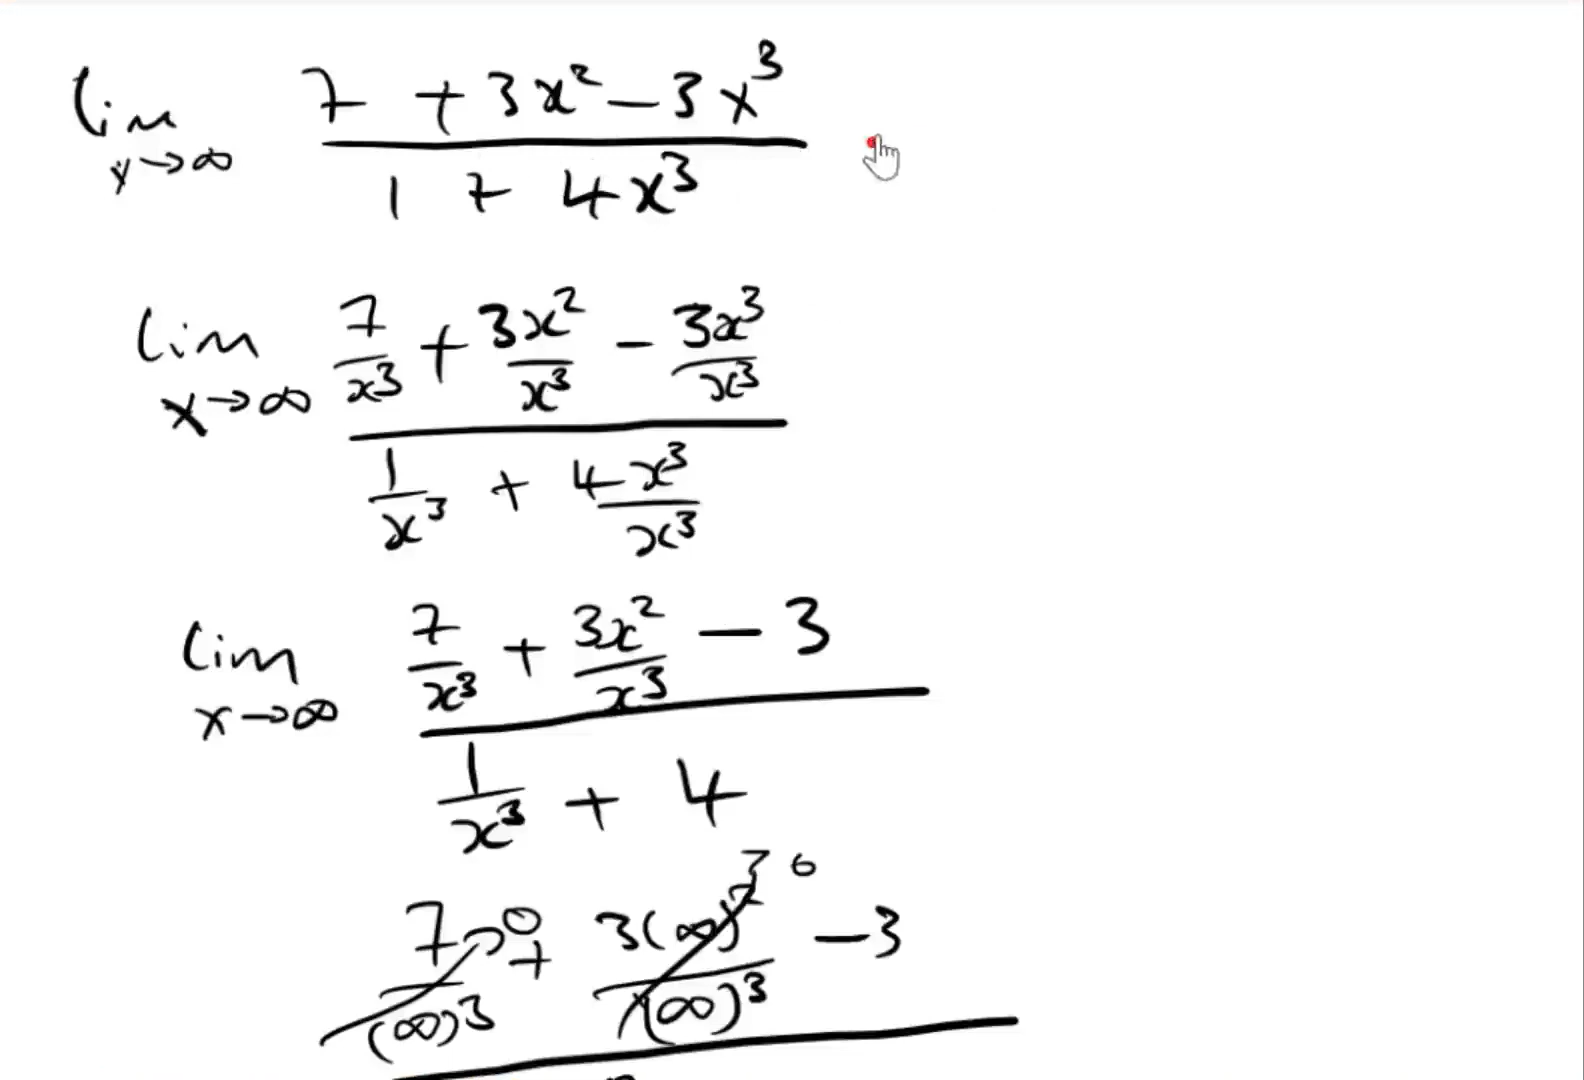 lim x→∞ (7 + 3x² − 3x³) / (1 + 4x³)
lim x→∞ (7/x³ + 3x²/x³ − 3x³/x³) / (1/x³ + 4x³/x³)
lim x→∞ (7/x³ + 3x²/x³ − 3) / (1/x³ + 4)
7/(∞)³ → 0 + 3(∞)²/(∞)³ → 0 − 3